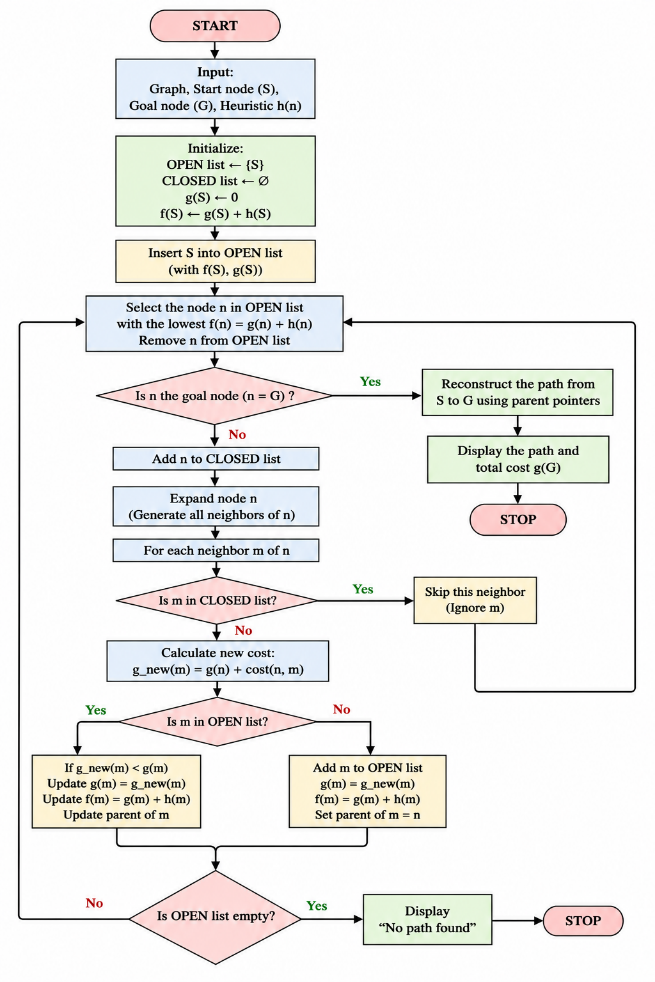 START
Input:
Graph, Start node (S),
Goal node (G), Heuristic h(n)
Initialize:
OPEN list ← {S}
CLOSED list ← ∅
g(S) ← 0
f(S) ← g(S) + h(S)
Insert S into OPEN list
(with f(S), g(S))
Select the node n in OPEN list
with the lowest f(n) = g(n) + h(n)
Remove n from OPEN list
Is n the goal node (n = G) ?
Yes
Reconstruct the path from
S to G using parent pointers
Display the path and
total cost g(G)
STOP
No
Add n to CLOSED list
Expand node n
(Generate all neighbors of n)
For each neighbor m of n
Is m in CLOSED list?
Yes
Skip this neighbor
(Ignore m)
No
Calculate new cost:
g_new(m) = g(n) + cost(n, m)
Is m in OPEN list?
Yes
No
If g_new(m) < g(m)
Update g(m) = g_new(m)
Update f(m) = g(m) + h(m)
Update parent of m
Add m to OPEN list
g(m) = g_new(m)
f(m) = g(m) + h(m)
Set parent of m = n
Is OPEN list empty?
No
Yes
Display
“No path found”
STOP